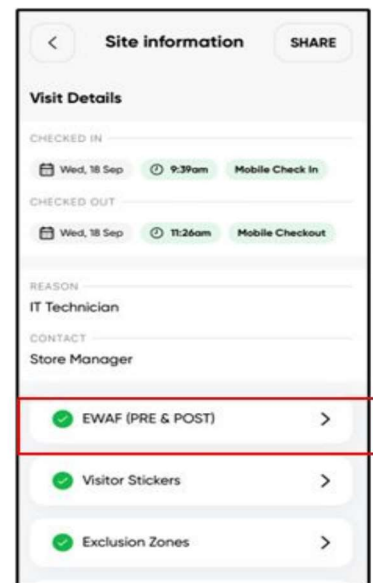 Site information SHARE
Visit Details
CHECKED IN
Wed, 18 Sep 9:39am Mobile Check In
CHECKED OUT
Wed, 18 Sep 11:26am Mobile Checkout
REASON
IT Technician
CONTACT
Store Manager
EWAF (PRE & POST)
Visitor Stickers
Exclusion Zones